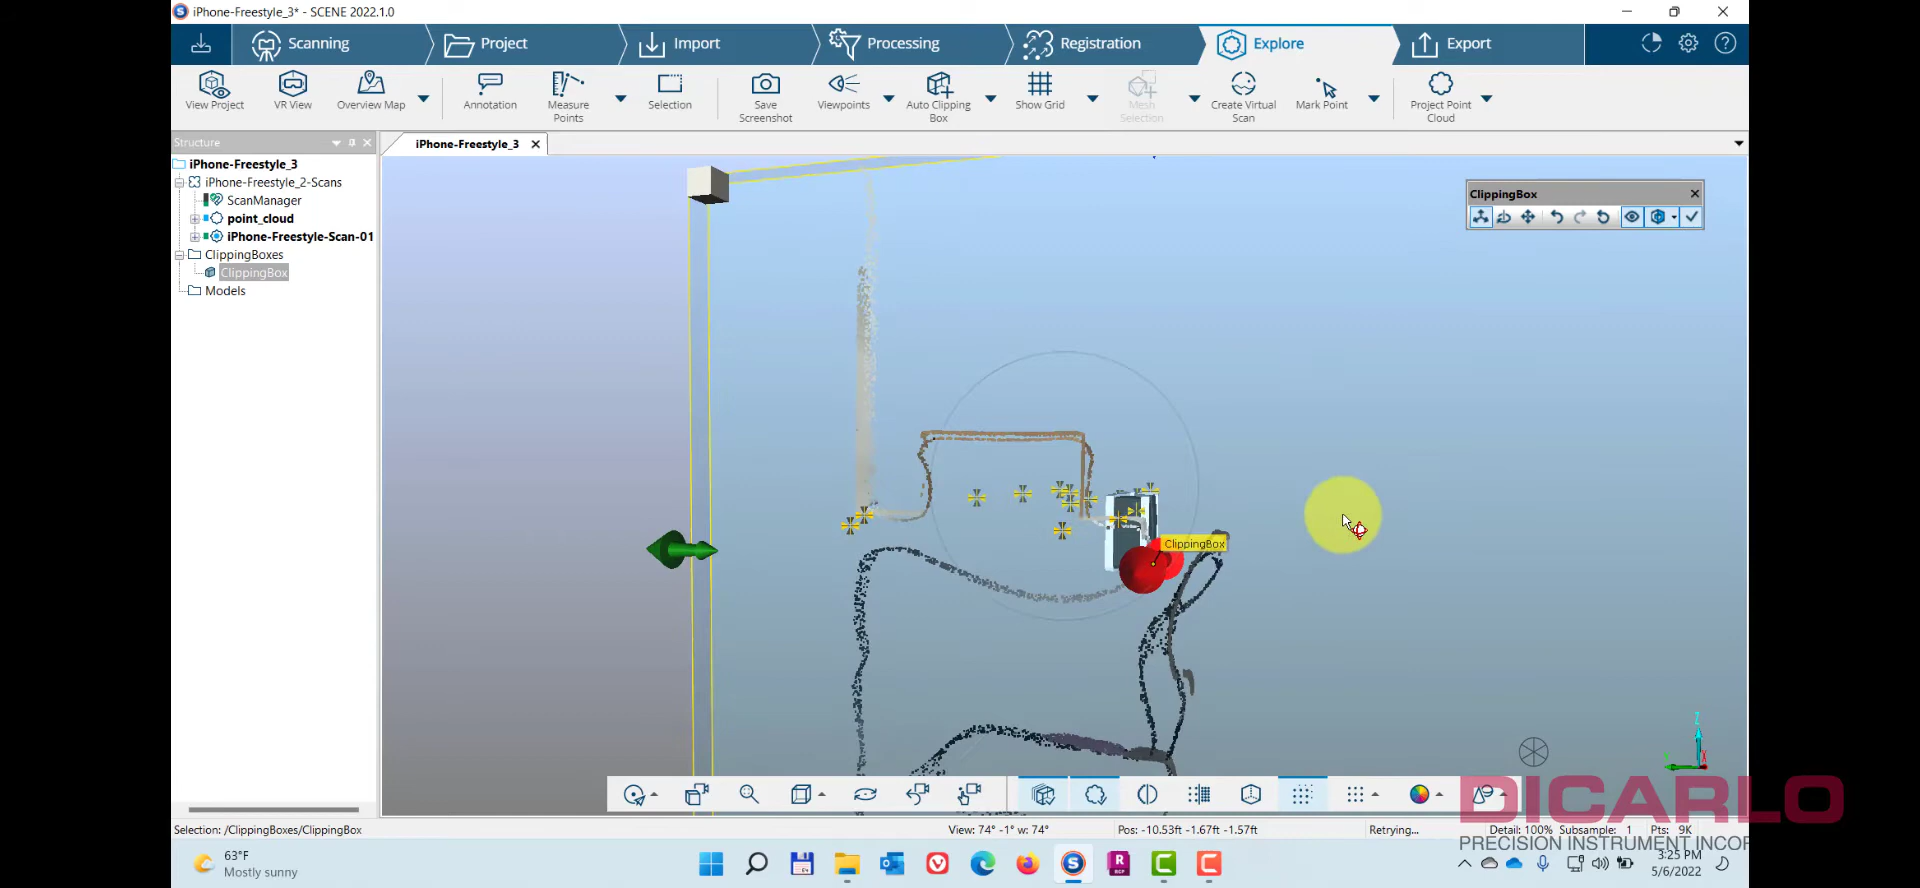 iPhone-Freestyle_3* - SCENE 2022.1.0
Scanning
Project
Import
Processing
Registration
Explore
Export
View Project
VR View
Overview Map
Annotation
Measure
Points
Selection
Save
Screenshot
Viewpoints
Auto Clipping
Box
Show Grid
Mesh
Selection
Create Virtual
Scan
Mark Point
Project Point
Cloud
Structure
iPhone-Freestyle_3
iPhone-Freestyle_3
iPhone-Freestyle_2-Scans
ScanManager
point_cloud
iPhone-Freestyle-Scan-01
ClippingBoxes
ClippingBox
Models
ClippingBox
ClippingBox
Z
DICARLO
PRECISION INSTRUMENT INCOR
Selection: /ClippingBoxes/ClippingBox
View: 74° -1° w: 74°
Pos: -10.53ft -1.67ft -1.57ft
Retrying...
Detail: 100%
Subsample: 1
Pts: 9K
63°F
Mostly sunny
3:25 PM
5/6/2022